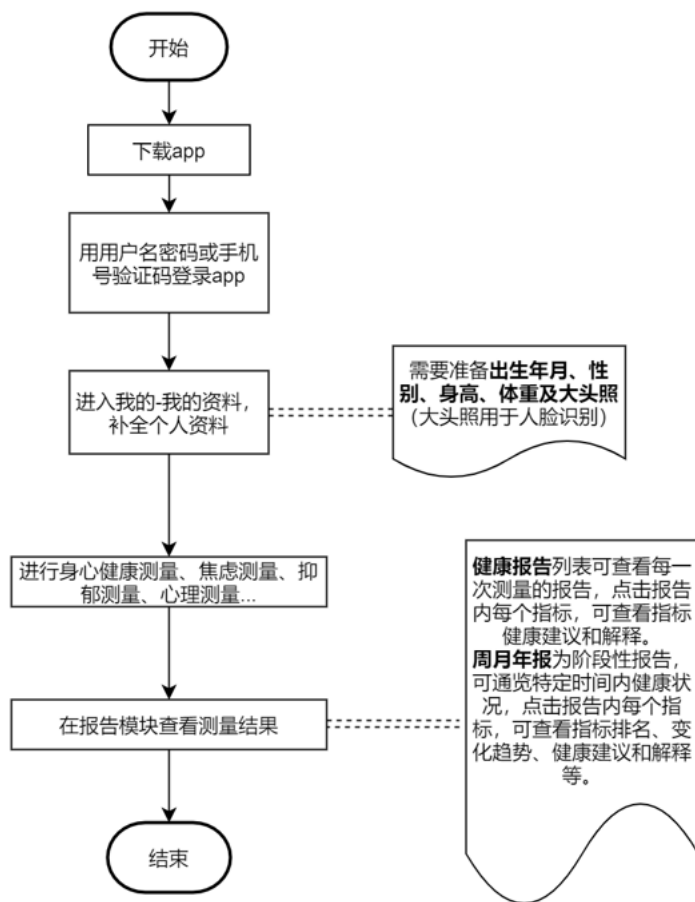 开始
下载app
用用户名密码或手机
号验证码登录app
需要准备出生年月、性
别、身高、体重及大头照
（大头照用于人脸识别）
进入我的-我的资料，
补全个人资料
进行身心健康测量、焦虑测量、抑
郁测量、心理测量...
健康报告列表可查看每一
次测量的报告，点击报告
内每个指标，可查看指标
健康建议和解释。
周月年报为阶段性报告，
可通览特定时间内健康状
况，点击报告内每个指
标，可查看指标排名、变
化趋势、健康建议和解释
等。
在报告模块查看测量结果
结束